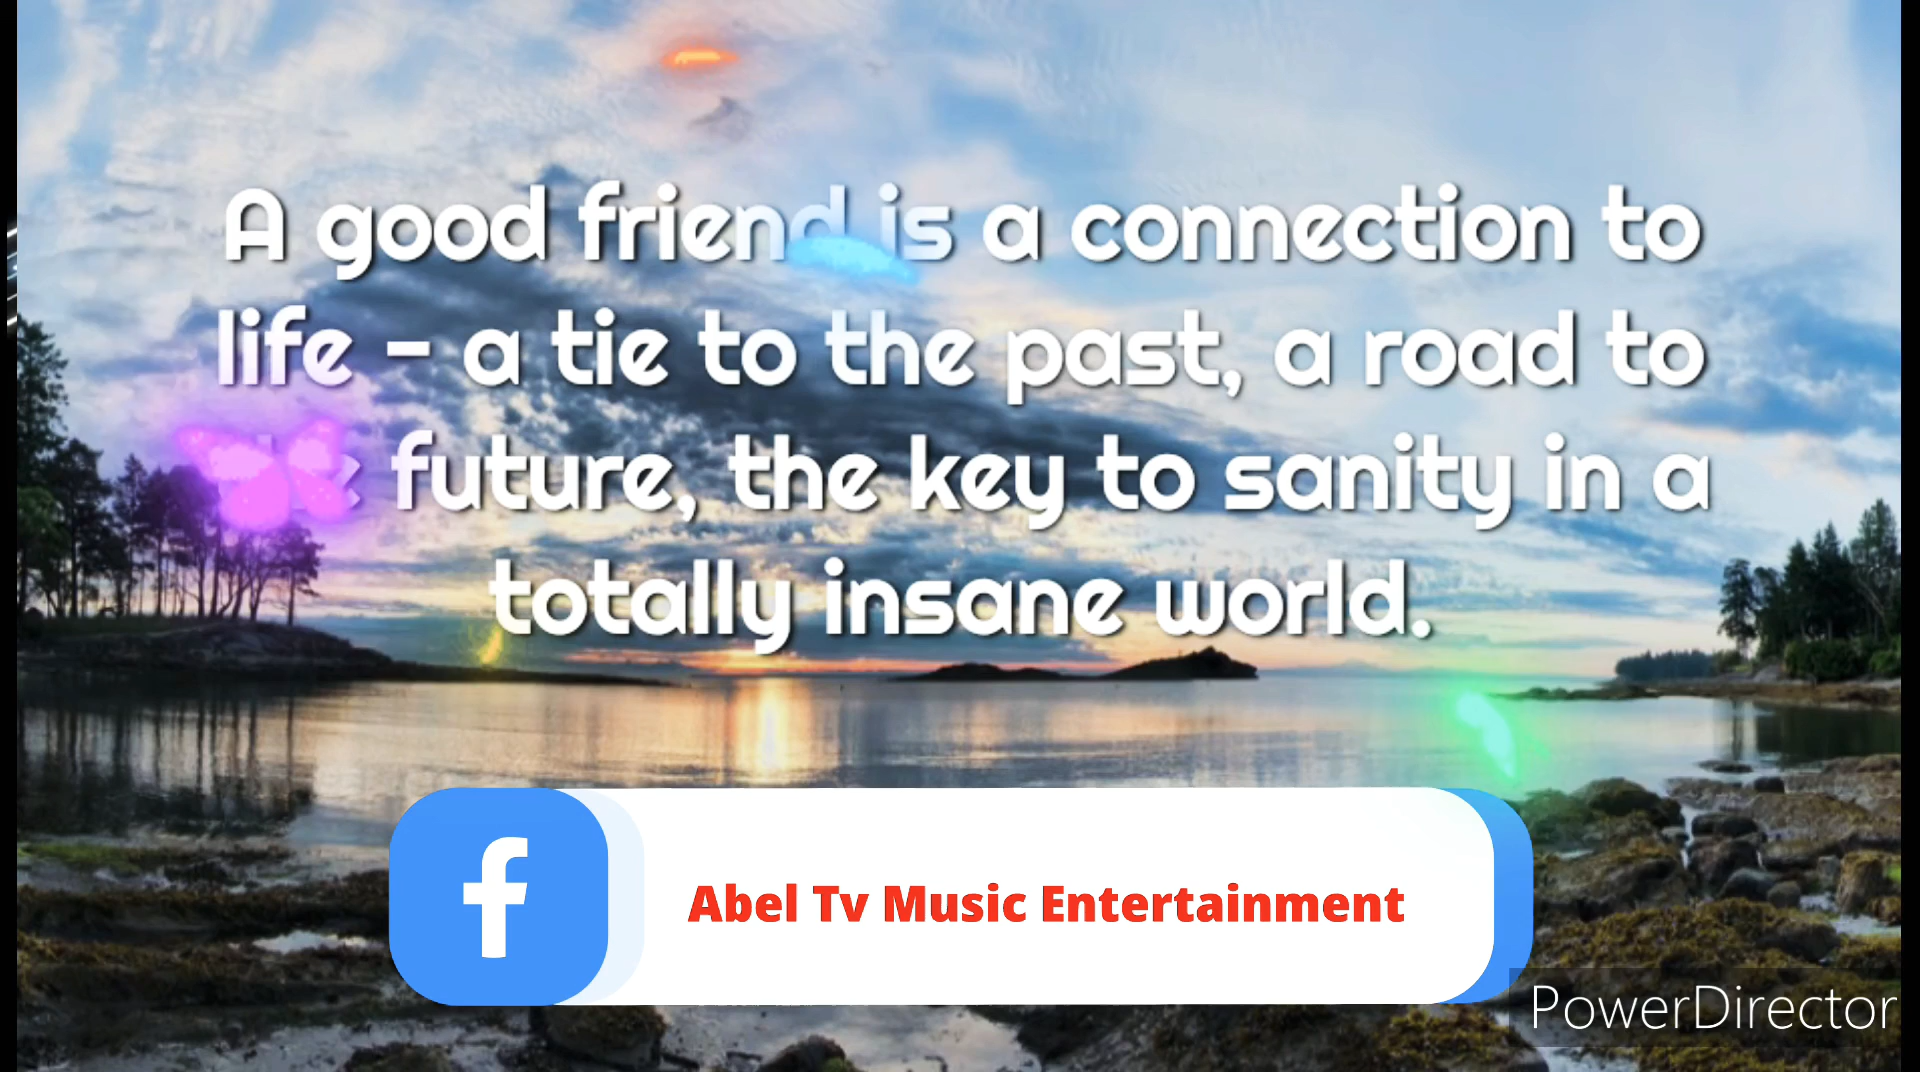 A good friend is a connection to
life - a tie to the past, a road to
future, the key to sanity in a
totally insane world.
f
Abel Tv Music Entertainment
PowerDirector